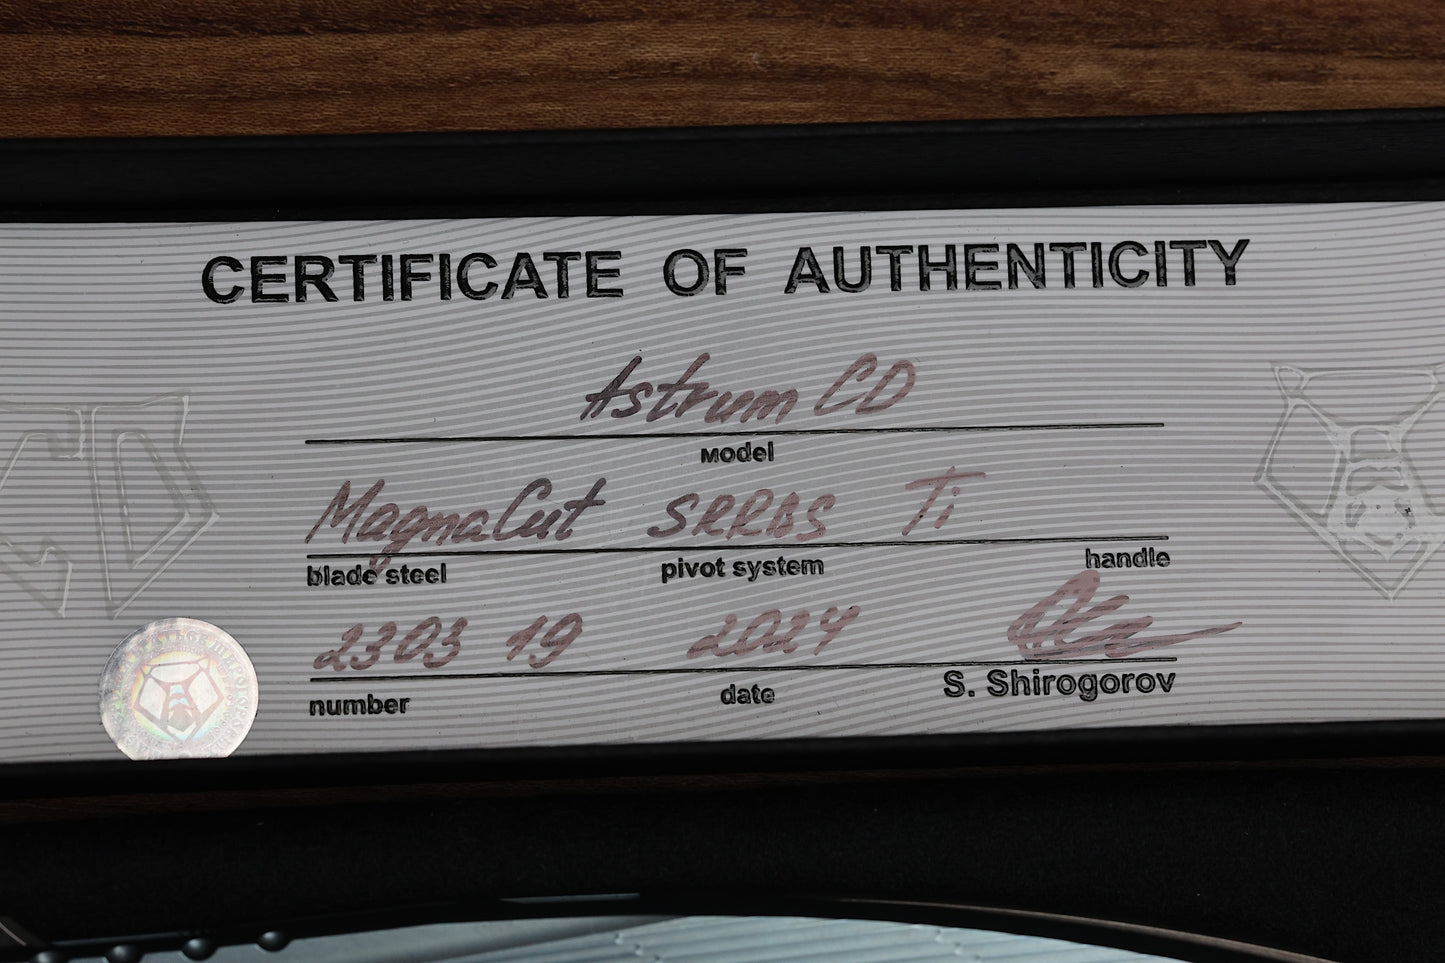 CERTIFICATE OF AUTHENTICITY
Astrum CD
Model
MagnaCut SRRBS Ti
blade steel pivot system handle
2303 19 2024
number date S. Shirogorov